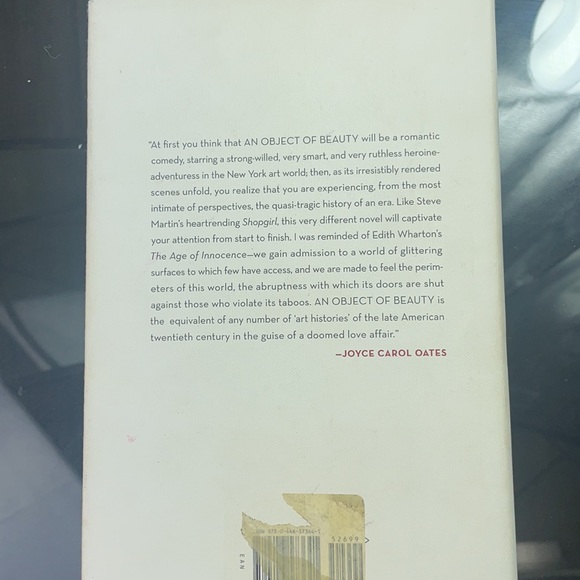 "At first you think that AN OBJECT OF BEAUTY will be a romantic
comedy, starring a strong-willed, very smart, and very ruthless heroine-
adventuress in the New York art world; then, as its irresistibly rendered
scenes unfold, you realize that you are experiencing, from the most
intimate of perspectives, the quasi-tragic history of an era. Like Steve
Martin's heartrending Shopgirl, this very different novel will captivate
your attention from start to finish. I was reminded of Edith Wharton's
The Age of Innocence—we gain admission to a world of glittering
surfaces to which few have access, and we are made to feel the perim-
eters of this world, the abruptness with which its doors are shut
against those who violate its taboos. AN OBJECT OF BEAUTY is
the equivalent of any number of 'art histories' of the late American
twentieth century in the guise of a doomed love affair."
—JOYCE CAROL OATES
52699 >
EAN